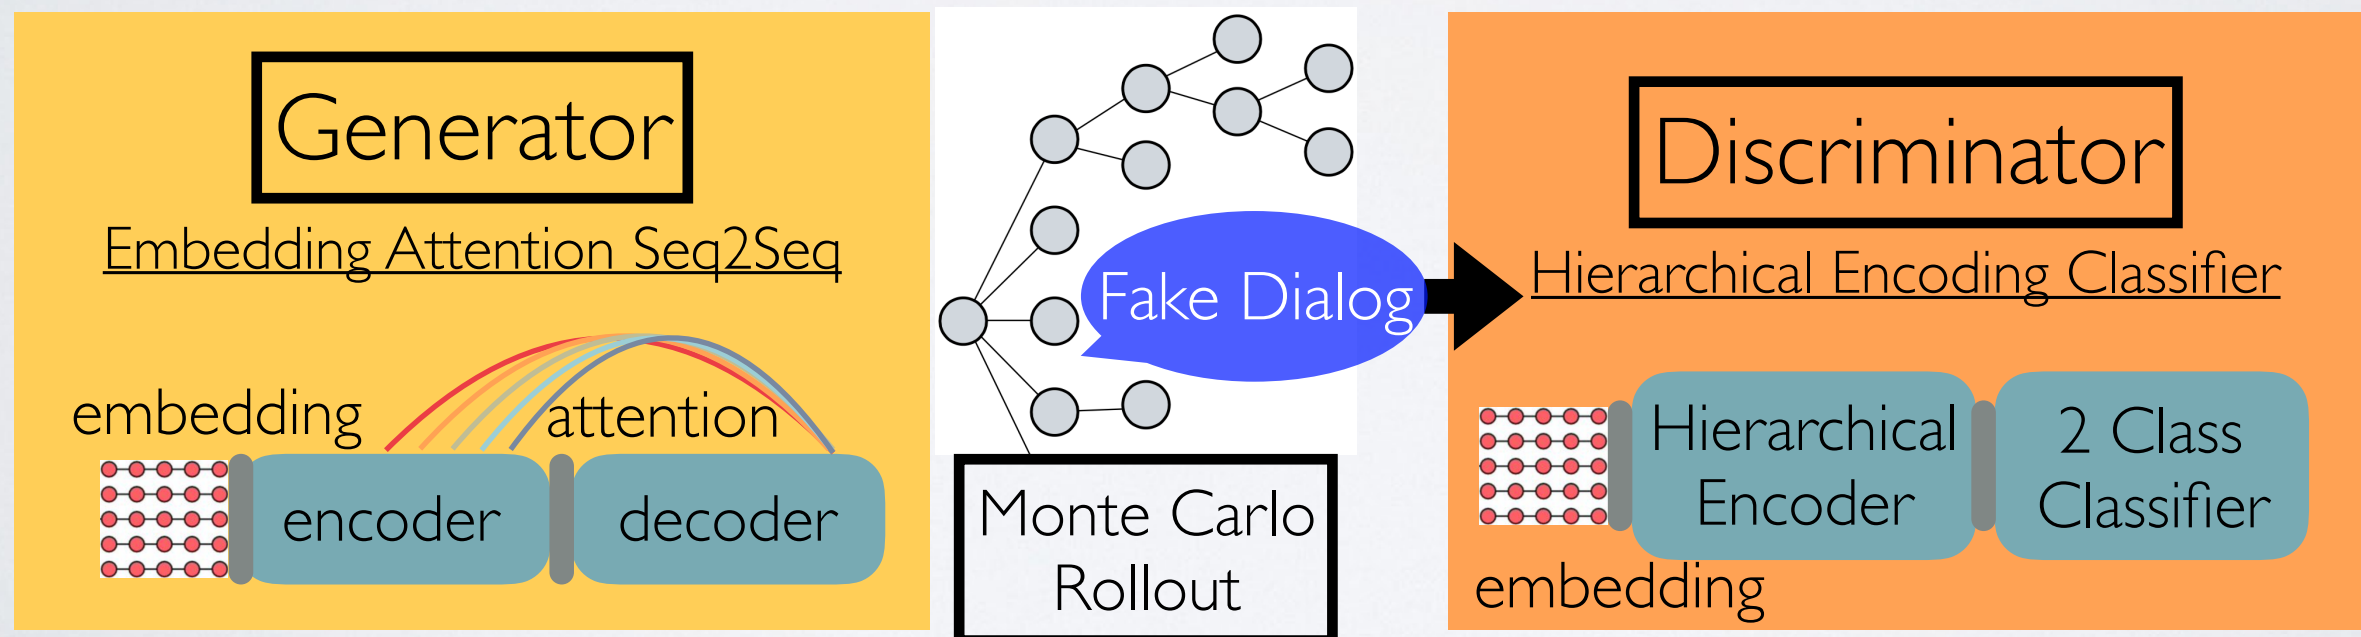 Generator
Embedding Attention Seq2Seq
embedding
attention
encoder
decoder
Fake Dialog
Monte Carlo
Rollout
Discriminator
Hierarchical Encoding Classifier
Hierarchical
Encoder
2 Class
Classifier
embedding